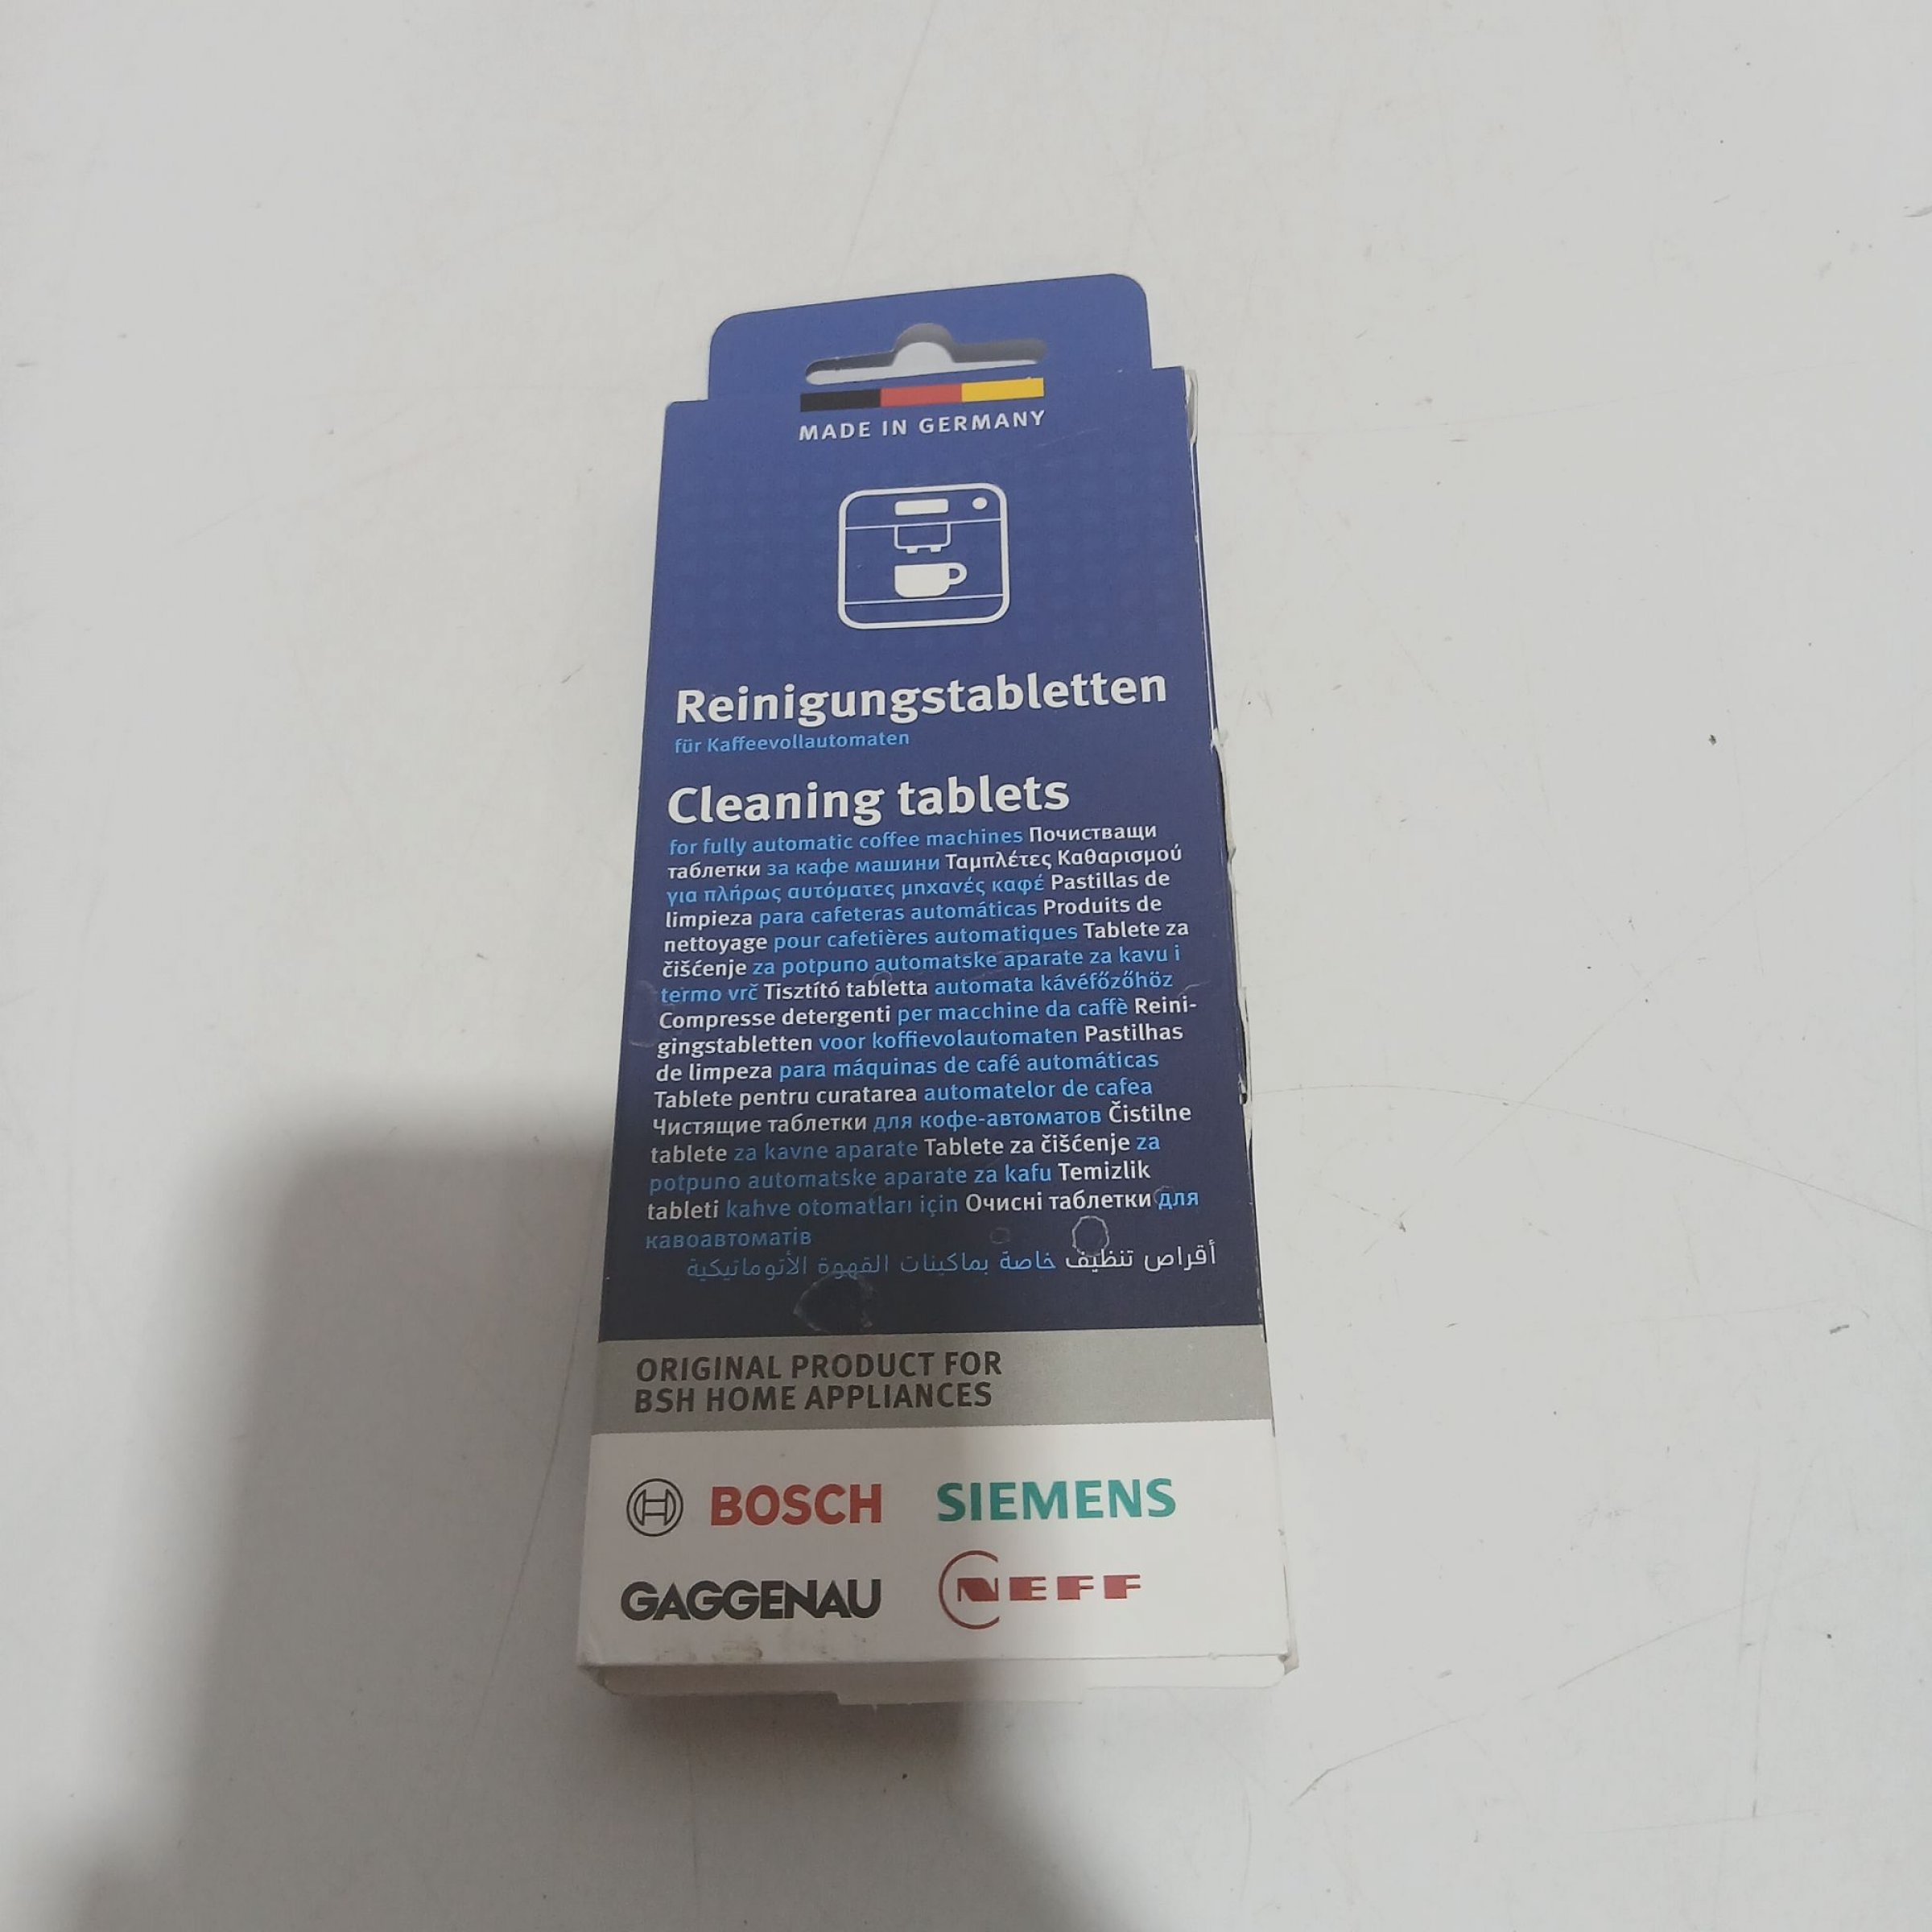 MADE IN GERMANY
Reinigungstabletten
für Kaffeevollautomaten
Cleaning tablets
for fully automatic coffee machines Почистващи
таблетки за кафе машини Ταμπλέτες Καθαρισμού
για πλήρως αυτόματες μηχανές καφέ Pastillas de
limpieza para cafeteras automáticas Produits de
nettoyage pour cafetières automatiques Tablete za
čišćenje za potpuno automatske aparate za kavu i
termo vrč Tisztító tabletta automata kávéfőzőhöz
Compresse detergenti per macchine da caffè Reini-
gingstabletten voor koffievolautomaten Pastilhas
de limpeza para máquinas de café automáticas
Tablete pentru curatarea automatelor de cafea
Чистящие таблетки для кофе-автоматов Čistilne
tablete za kavne aparate Tablete za čišćenje za
potpuno automatske aparate za kafu Temizlik
tableti kahve otomatları için Очисні таблетки для
кавоавтоматів
أقراص تنظيف خاصة بماكينات القهوة الأتوماتيكية
ORIGINAL PRODUCT FOR
BSH HOME APPLIANCES
BOSCH SIEMENS
GAGGENAU NEFF